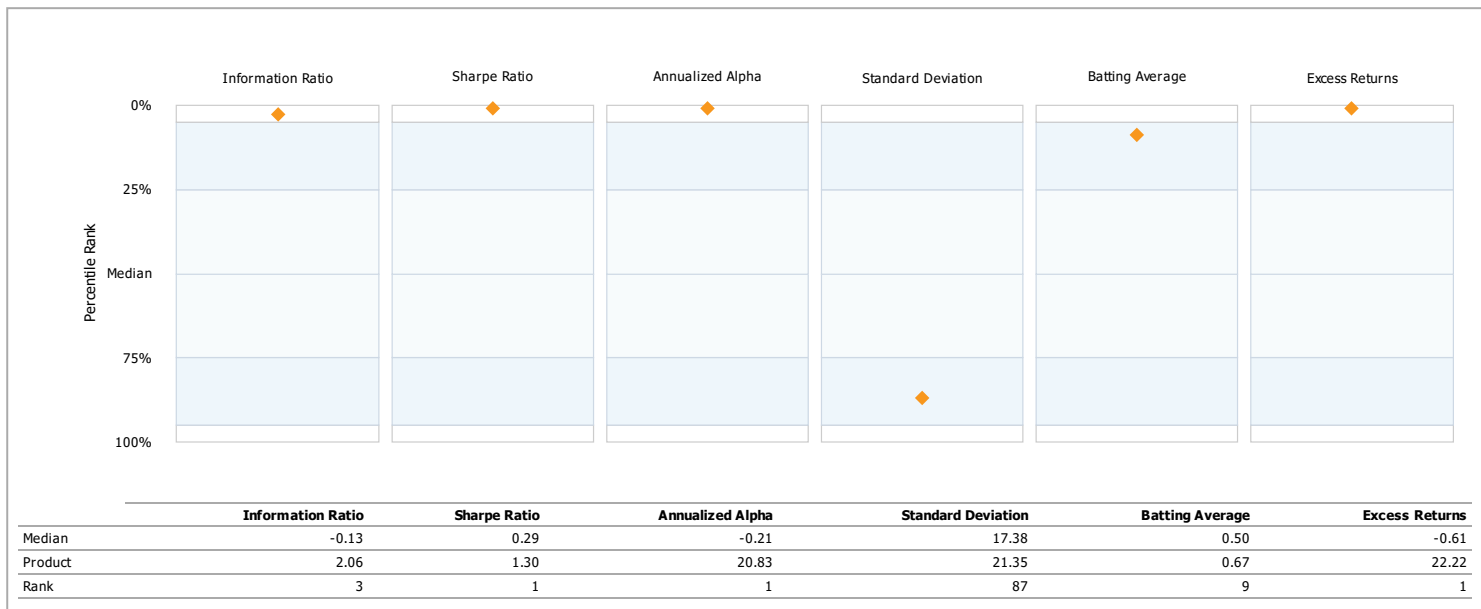 Information Ratio Sharpe Ratio Annualized Alpha Standard Deviation Batting Average Excess Returns
0%
25%
Median
75%
100%
Percentile Rank
Information Ratio Sharpe Ratio Annualized Alpha Standard Deviation Batting Average Excess Returns
Median -0.13 0.29 -0.21 17.38 0.50 -0.61
Product 2.06 1.30 20.83 21.35 0.67 22.22
Rank 3 1 1 87 9 1